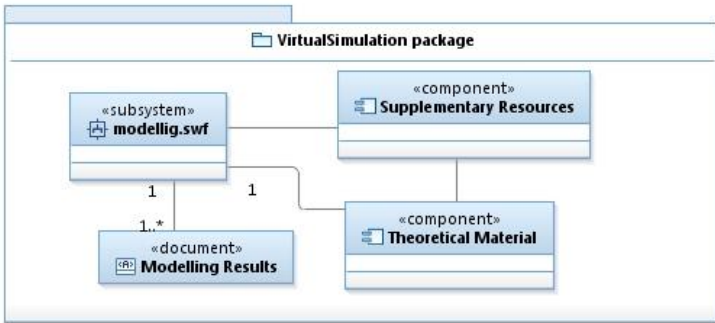 VirtualSimulation package
«component»
Supplementary Resources
«subsystem»
modellig.swf
1
1
1..*
«component»
Theoretical Material
«document»
Modelling Results